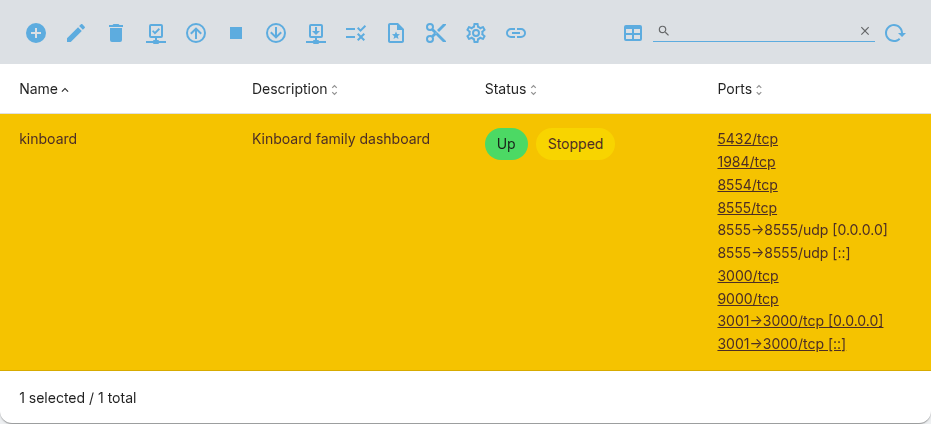 Name Description Status Ports
kinboard Kinboard family dashboard Up Stopped 5432/tcp
1984/tcp
8554/tcp
8555/tcp
8555→8555/udp [0.0.0.0]
8555→8555/udp [::]
3000/tcp
9000/tcp
3001→3000/tcp [0.0.0.0]
3001→3000/tcp [::]
1 selected / 1 total